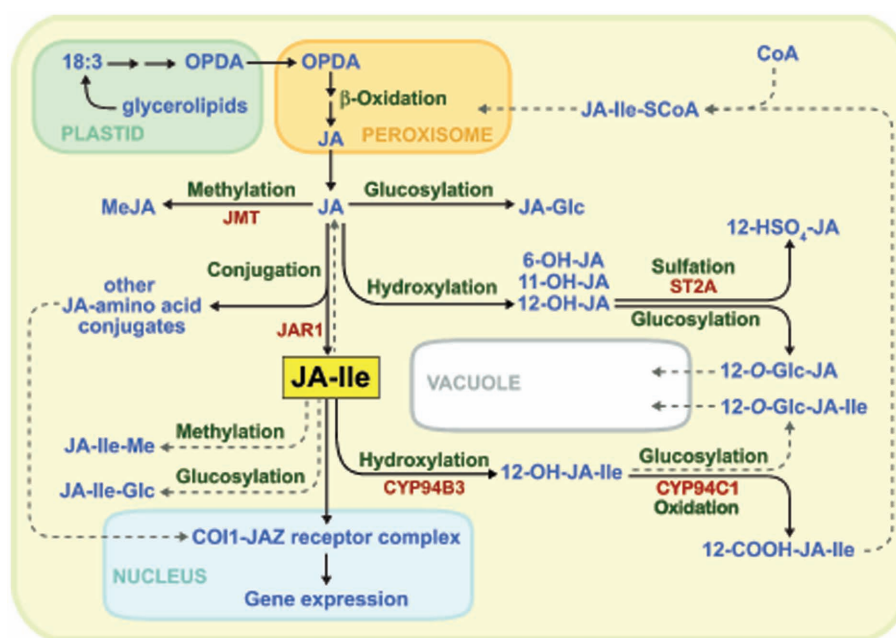 18:3 OPDA OPDA CoA
glycerolipids β-Oxidation JA-Ile-SCoA
PLASTID JA PEROXISOME
Methylation Glucosylation
MeJA JMT JA JA-Glc
12-HSO4-JA
6-OH-JA
Conjugation 11-OH-JA Sulfation
other Hydroxylation 12-OH-JA ST2A
JA-amino acid Glucosylation
conjugates
JAR1
JA-Ile VACUOLE 12-O-Glc-JA
12-O-Glc-JA-Ile
Methylation
JA-Ile-Me Hydroxylation Glucosylation
Glucosylation CYP94B3 12-OH-JA-Ile CYP94C1
JA-Ile-Glc Oxidation
COI1-JAZ receptor complex 12-COOH-JA-Ile
NUCLEUS
Gene expression